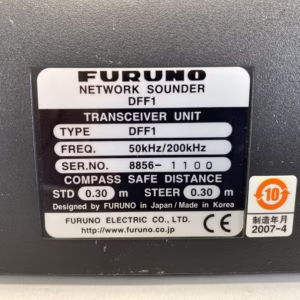 FURUNO
NETWORK SOUNDER
DFF1
TRANSCEIVER UNIT
TYPE DFF1
FREQ. 50kHz/200kHz
SER.NO. 8856-1100
COMPASS SAFE DISTANCE
STD 0.30 m STEER 0.30 m
Designed by FURUNO in Japan/Made in Korea
FURUNO ELECTRIC CO., LTD.
http://www.furuno.co.jp/ CE
10
制造年月
2007-4